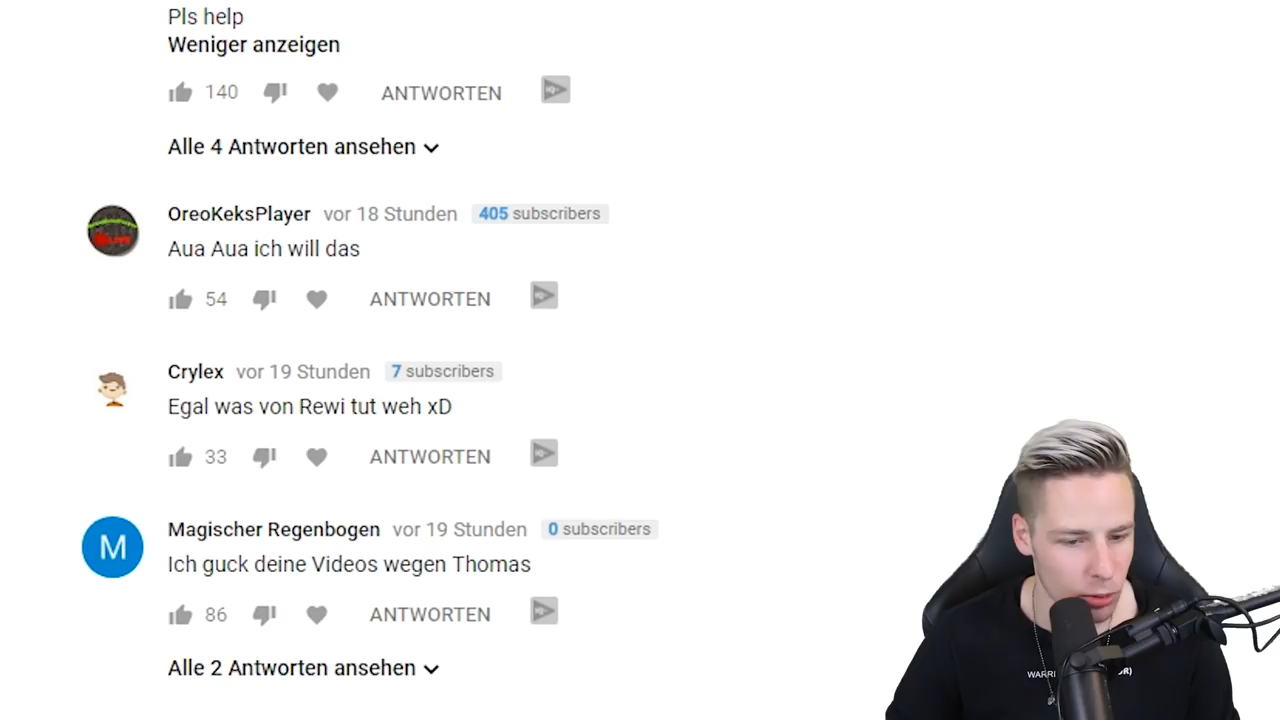 Pls help
Weniger anzeigen
140 ANTWORTEN
Alle 4 Antworten ansehen
OreoKeksPlayer vor 18 Stunden 405 subscribers
Aua Aua ich will das
54 ANTWORTEN
Crylex vor 19 Stunden 7 subscribers
Egal was von Rewi tut weh xD
33 ANTWORTEN
M
Magischer Regenbogen vor 19 Stunden 0 subscribers
Ich guck deine Videos wegen Thomas
86 ANTWORTEN
Alle 2 Antworten ansehen